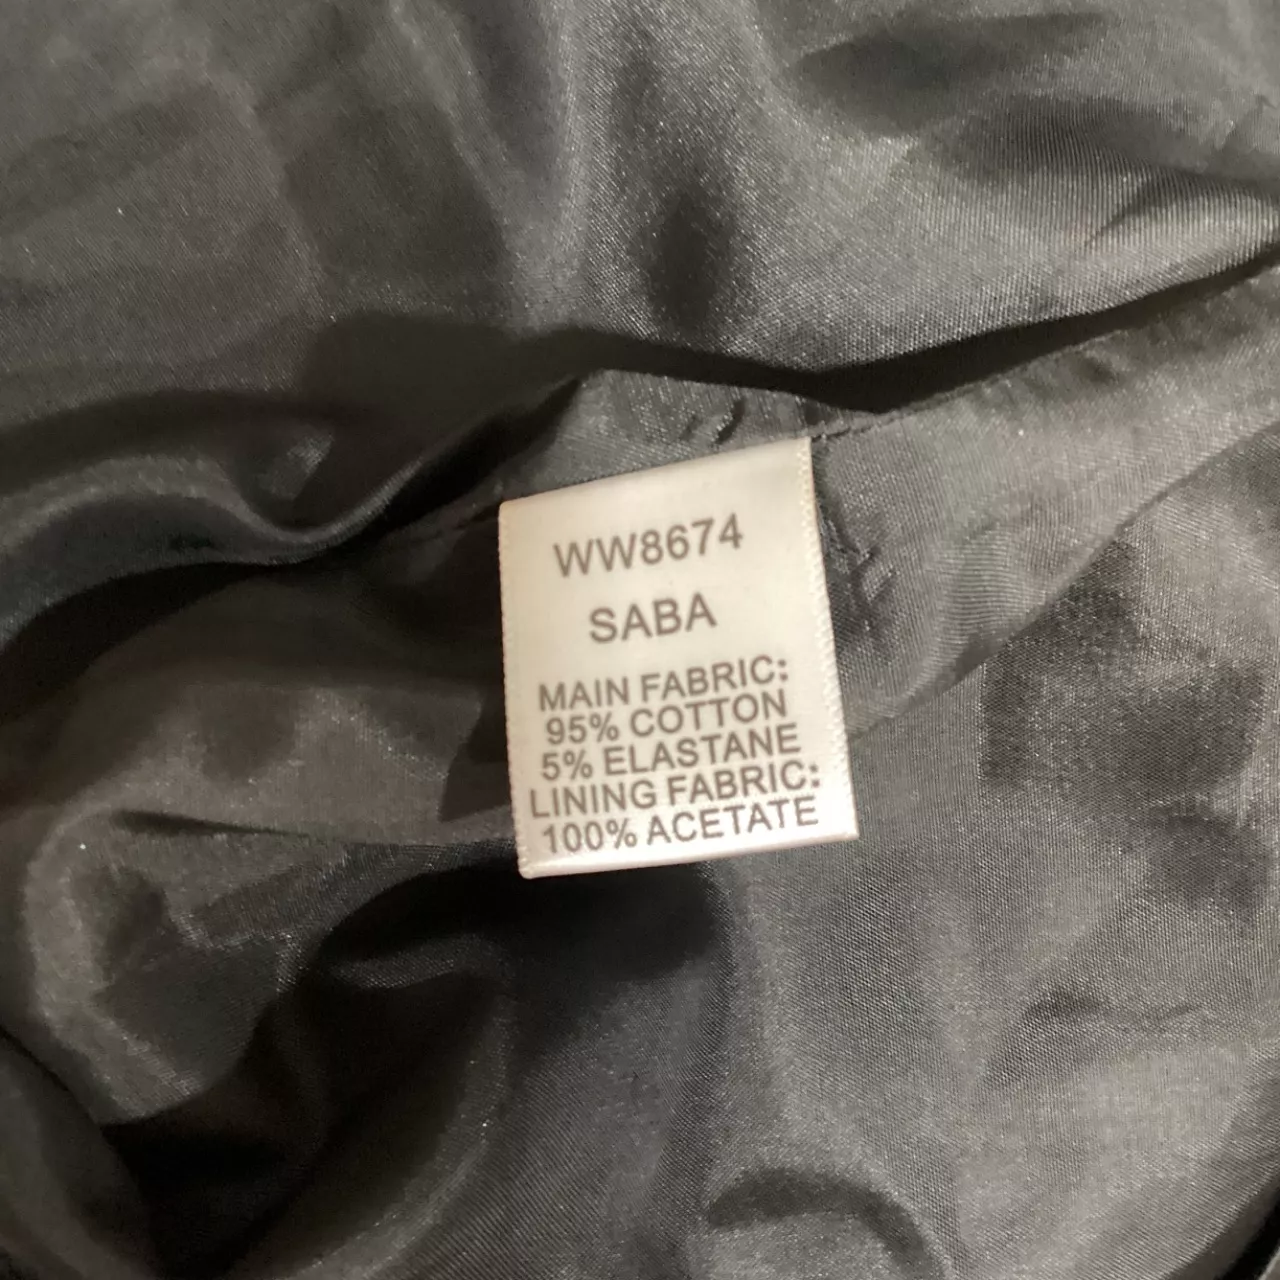 WW8674
SABA
MAIN FABRIC:
95% COTTON
5% ELASTANE
LINING FABRIC:
100% ACETATE